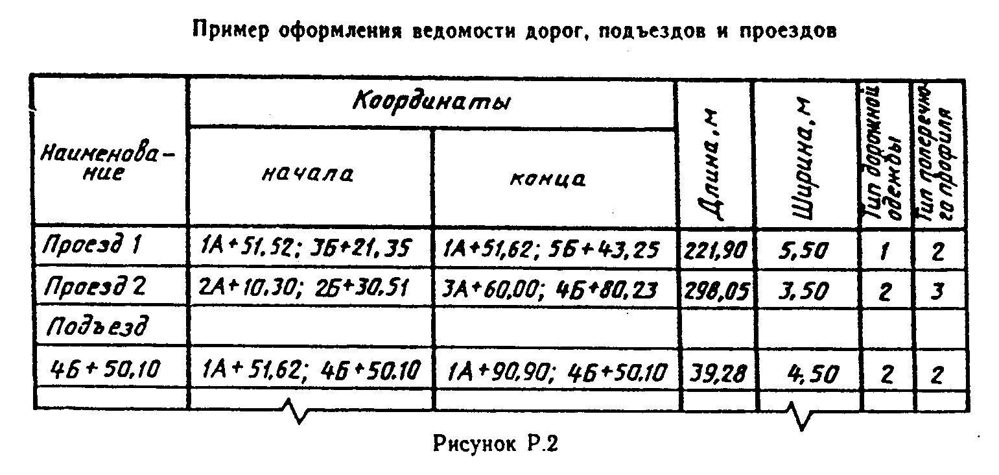 Пример оформления ведомости дорог, подъездов и проездов
Наименова-
ние
Координаты
начала
конца
Длина, м
Ширина, м
Тип дорожной
одежды
Тип поперечно-
го профиля
Проезд 1 1А+51,52; 3Б+21,35 1А+51,62; 5Б+43,25 221,90 5,50 1 2
Проезд 2 2А+10,30; 2Б+30,51 3А+60,00; 4Б+80,23 298,05 3,50 2 3
Подъезд
4Б+50,10 1А+51,62; 4Б+50,10 1А+90,90; 4Б+50,10 39,28 4,50 2 2
Рисунок Р.2